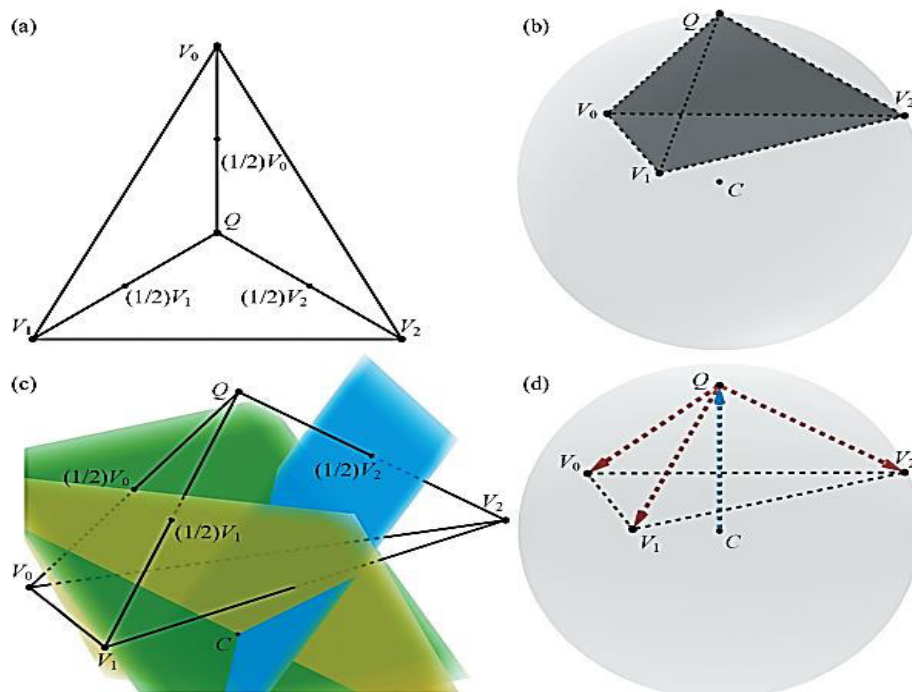 (a)
V₀
(1/2)V₀
Q
(1/2)V₁
(1/2)V₂
V₁
V₂
(b)
Q
V₀
V₂
V₁
C
(c)
Q
(1/2)V₀
(1/2)V₂
(1/2)V₁
V₂
V₀
V₁
C
(d)
Q
V₀
V₂
V₁
C